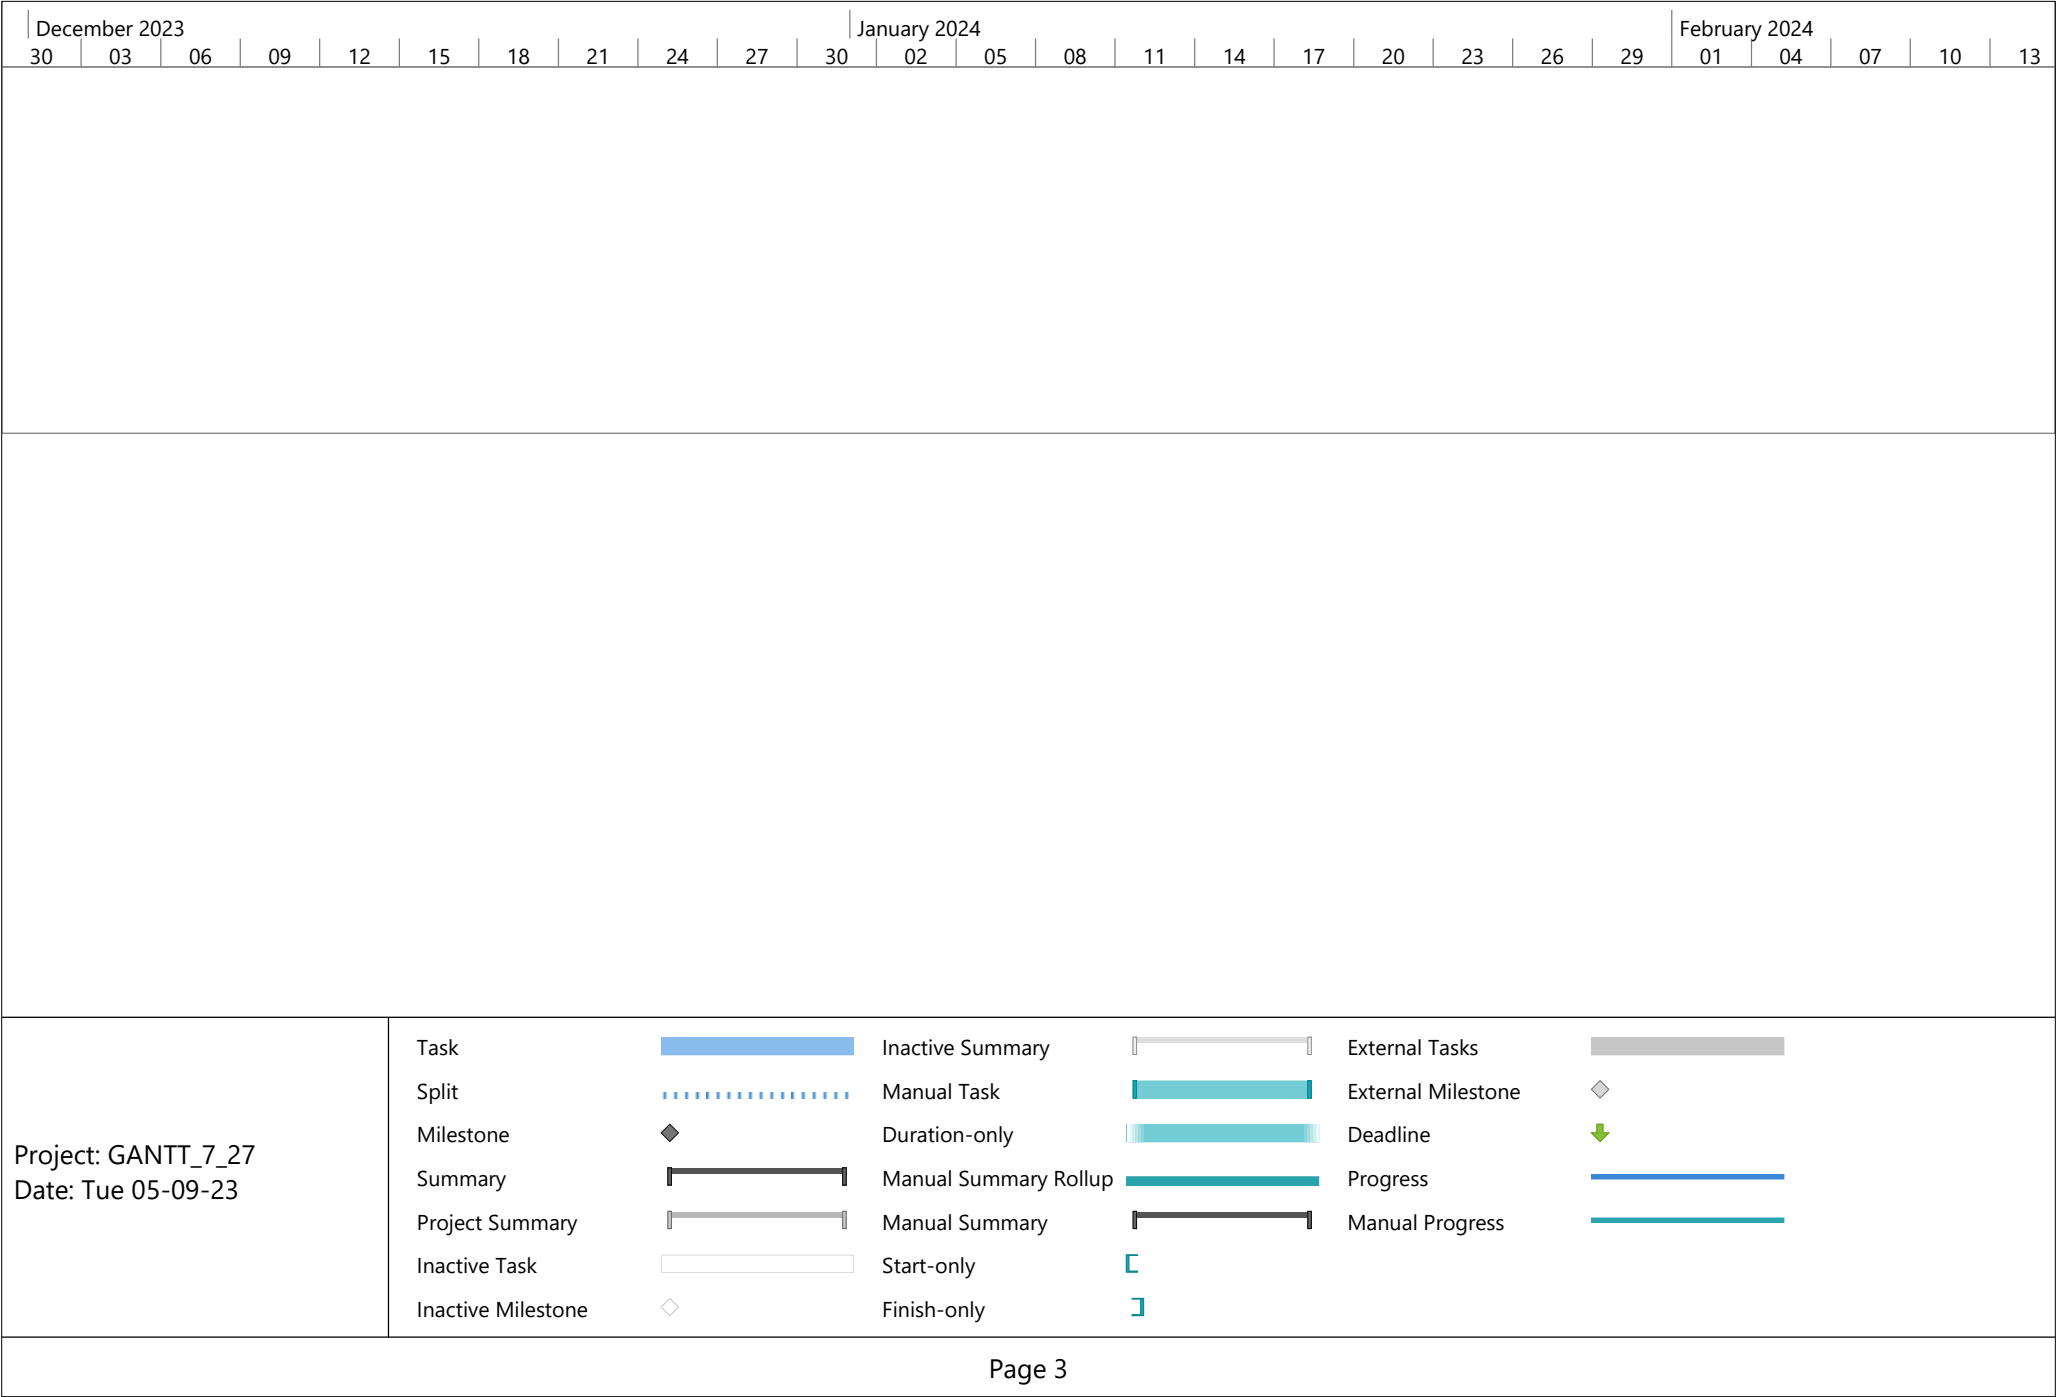 December 2023 January 2024 February 2024
30 03 06 09 12 15 18 21 24 27 30 02 05 08 11 14 17 20 23 26 29 01 04 07 10 13
Project: GANTT_7_27
Date: Tue 05-09-23
Task
Split
Milestone
Summary
Project Summary
Inactive Task
Inactive Milestone
Inactive Summary
Manual Task
Duration-only
Manual Summary Rollup
Manual Summary
Start-only
Finish-only
External Tasks
External Milestone
Deadline
Progress
Manual Progress
Page 3